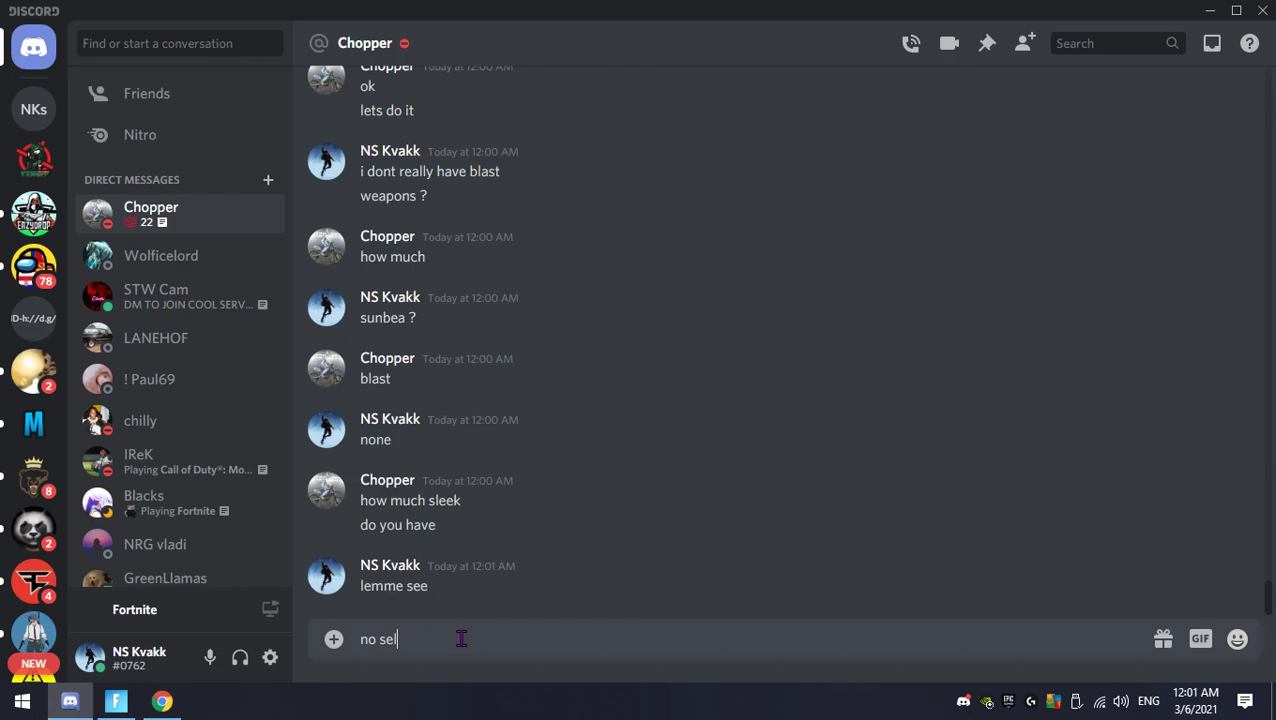 DISCORD
Find or start a conversation
Friends
Nitro
DIRECT MESSAGES
Chopper
22
Wolficelord
STW Cam
DM TO JOIN COOL SERV...
LANEHOF
! Paul69
chilly
IReK
Playing Call of Duty®: Mo...
Blacks
Playing Fortnite
NRG vladi
GreenLlamas
Fortnite
NS Kvakk
#0762
NKs
78
D-h://d.g/
2
M
8
2
4
NEW
Chopper
Search
Chopper Today at 12:00 AM
ok
lets do it
NS Kvakk Today at 12:00 AM
i dont really have blast
weapons ?
Chopper Today at 12:00 AM
how much
NS Kvakk Today at 12:00 AM
sunbea ?
Chopper Today at 12:00 AM
blast
NS Kvakk Today at 12:00 AM
none
Chopper Today at 12:00 AM
how much sleek
do you have
NS Kvakk Today at 12:01 AM
lemme see
no sel
GIF
ENG
12:01 AM
3/6/2021